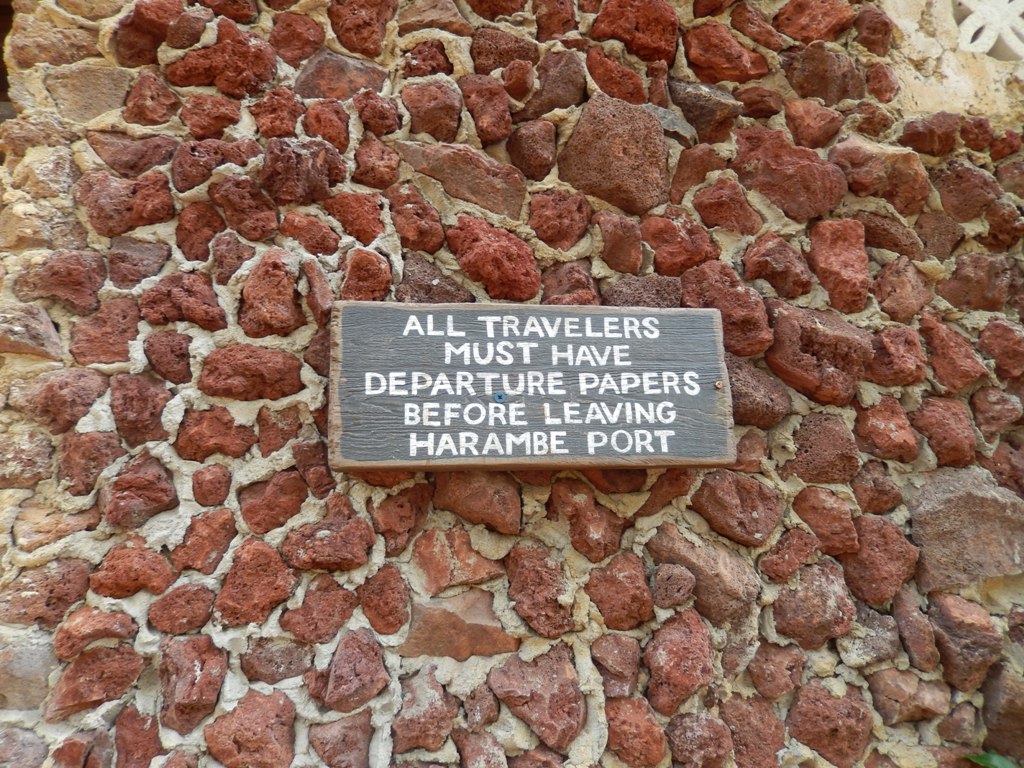 ALL TRAVELERS
MUST HAVE
DEPARTURE PAPERS
BEFORE LEAVING
HARAMBE PORT